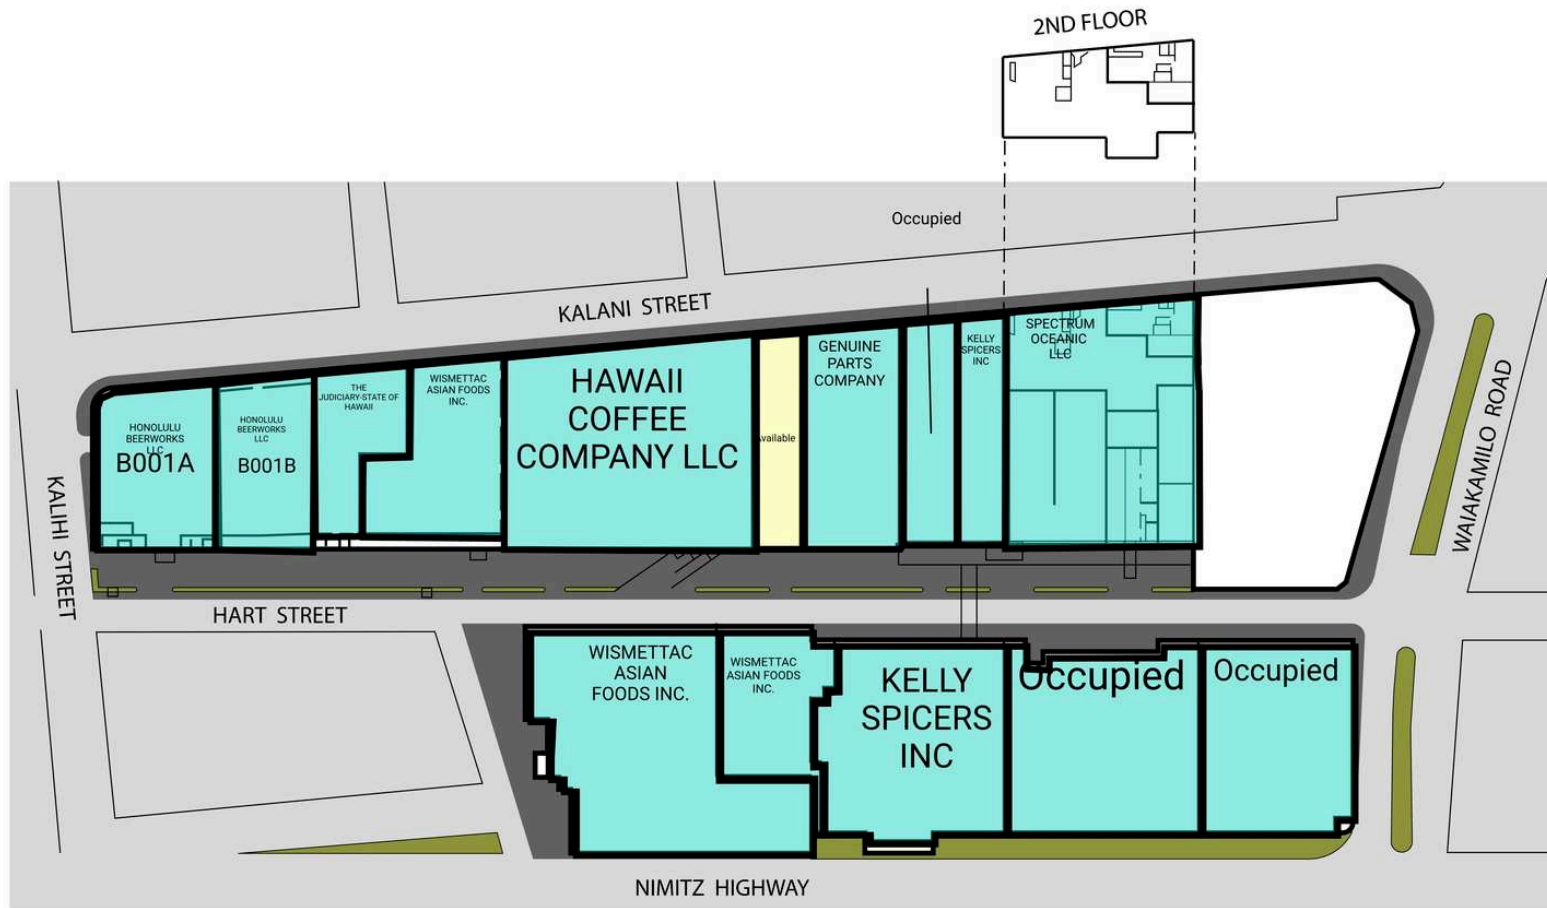 2ND FLOOR
Occupied
KALANI STREET
HONOLULU
BEERWORKS
LLC
B001A
HONOLULU
BEERWORKS
LLC
B001B
THE
JUDICIARY-STATE OF
HAWAII
WISMETTAC
ASIAN FOODS
INC.
HAWAII
COFFEE
COMPANY LLC
Available
GENUINE
PARTS
COMPANY
KELLY
SPICERS
INC
SPECTRUM
OCEANIC
LLC
WAIAKAMILO ROAD
KALIHI STREET
HART STREET
WISMETTAC
ASIAN
FOODS INC.
WISMETTAC
ASIAN FOODS
INC.
KELLY
SPICERS
INC
Occupied
Occupied
NIMITZ HIGHWAY